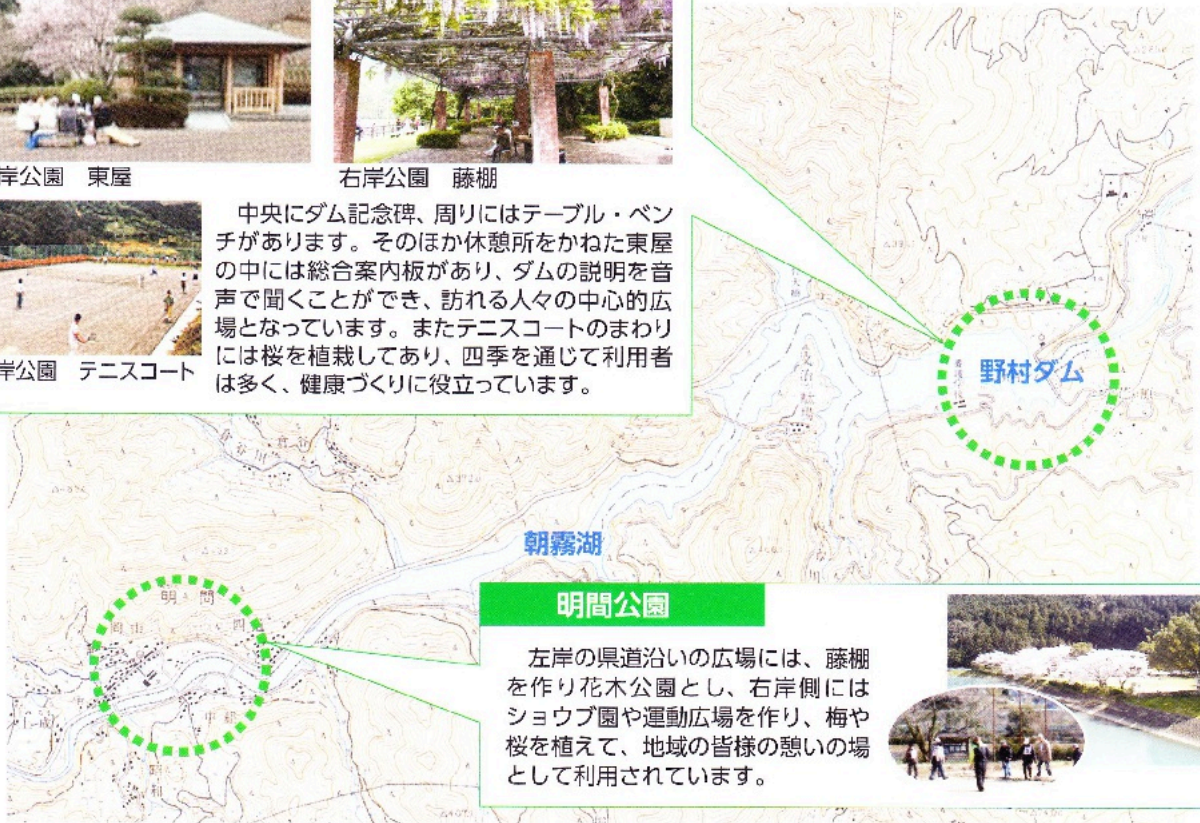 岸公園 東屋
右岸公園 藤棚
岸公園 テニスコート
中央にダム記念碑、周りにはテーブル・ベン
チがあります。そのほか休憩所をかねた東屋
の中には総合案内板があり、ダムの説明を音
声で聞くことができ、訪れる人々の中心的広
場となっています。またテニスコートのまわり
には桜を植栽してあり、四季を通じて利用者
は多く、健康づくりに役立っています。
野村ダム
朝霧湖
明間
明間公園
左岸の県道沿いの広場には、藤棚
を作り花木公園とし、右岸側には
ショウブ園や運動広場を作り、梅や
桜を植えて、地域の皆様の憩いの場
として利用されています。